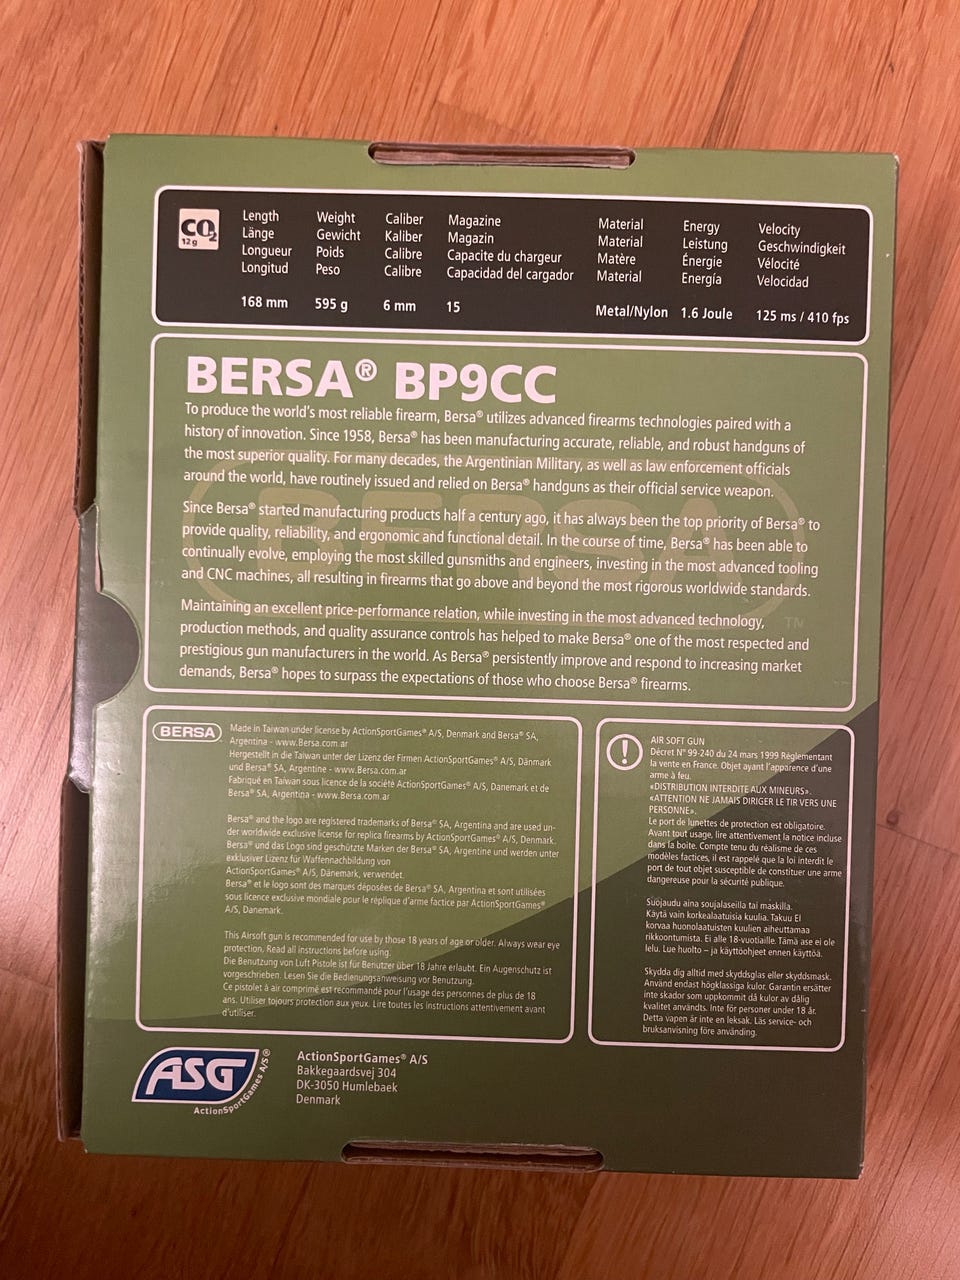 CO2
12g
Length Weight Caliber Magazine Material Energy Velocity
Länge Gewicht Kaliber Magazin Material Leistung Geschwindigkeit
Longueur Poids Calibre Capacite du chargeur Matère Énergie Vélocité
Longitud Peso Calibre Capacidad del cargador Material Energía Velocidad
168 mm 595 g 6 mm 15 Metal/Nylon 1.6 Joule 125 ms / 410 fps
BERSA® BP9CC
To produce the world's most reliable firearm, Bersa® utilizes advanced firearms technologies paired with a
history of innovation. Since 1958, Bersa® has been manufacturing accurate, reliable, and robust handguns of
the most superior quality. For many decades, the Argentinian Military, as well as law enforcement officials
around the world, have routinely issued and relied on Bersa® handguns as their official service weapon.
Since Bersa® started manufacturing products half a century ago, it has always been the top priority of Bersa® to
provide quality, reliability, and ergonomic and functional detail. In the course of time, Bersa® has been able to
continually evolve, employing the most skilled gunsmiths and engineers, investing in the most advanced tooling
and CNC machines, all resulting in firearms that go above and beyond the most rigorous worldwide standards.
Maintaining an excellent price-performance relation, while investing in the most advanced technology,
production methods, and quality assurance controls has helped to make Bersa® one of the most respected and
prestigious gun manufacturers in the world. As Bersa® persistently improve and respond to increasing market
demands, Bersa® hopes to surpass the expectations of those who choose Bersa® firearms.
BERSA
TM
BERSA
Made in Taiwan under license by ActionSportGames® A/S, Denmark and Bersa® SA,
Argentina - www.Bersa.com.ar
Hergestellt in die Taiwan unter der Lizenz der Firmen ActionSportGames® A/S, Dänmark
und Bersa® SA, Argentine - www.Bersa.com.ar
Fabriqué en Taiwan sous licence de la société ActionSportGames® A/S, Danemark et de
Bersa® SA, Argentina - www.Bersa.com.ar
Bersa® and the logo are registered trademarks of Bersa® SA, Argentina and are used un-
der worldwide exclusive license for replica firearms by ActionSportGames® A/S, Denmark.
Bersa® und das Logo sind geschützte Marken der Bersa® SA, Argentine und werden unter
exklusiver Lizenz für Waffennachbildung von
ActionSportGames® A/S, Dänemark, verwendet.
Bersa® et le logo sont des marques déposées de Bersa® SA, Argentina et sont utilisées
sous licence exclusive mondiale pour le réplique d'arme factice par ActionSportGames®
A/S, Danemark.
This Airsoft gun is recommended for use by those 18 years of age or older. Always wear eye
protection, Read all instructions before using.
Die Benutzung von Luft Pistole ist für Benutzer über 18 Jahre erlaubt. Ein Augenschutz ist
vorgeschrieben. Lesen Sie die Bedienungsanweisung vor Benutzung.
Ce pistolet à air comprimé est recommandé pour l'usage des personnes de plus de 18
ans. Utiliser tojours protection aux yeux. Lire toutes les instructions attentivement avant
d'utiliser.
AIR SOFT GUN
Décret N° 99-240 du 24 mars 1999 Réglementant
la vente en France. Objet ayant l'apparence d'une
arme à feu.
«DISTRIBUTION INTERDITE AUX MINEURS».
«ATTENTION NE JAMAIS DIRIGER LE TIR VERS UNE
PERSONNE».
Le port de lunettes de protection est obligatoire.
Avant tout usage, lire attentivement la notice incluse
dans la boite. Compte tenu du réalisme de ces
modèles factices, il est rappelé que la loi interdit le
port de tout objet susceptible de constituer une arme
dangereuse pour la sécurité publique.
Suojaudu aina suojalaseilla tai maskilla.
Käytä vain korkealaatuisia kuulia. Takuu EI
korvaa huonolaatuisten kuulien aiheuttamaa
rikkoontumista. Ei alle 18-vuotiaille. Tämä ase ei ole
lelu. Lue huolto – ja käyttöohjeet ennen käyttöä.
Skydda dig alltid med skyddsglas eller skyddsmask.
Använd endast högklassiga kulor. Garantin ersätter
inte skador som uppkommit då kulor av dålig
kvalitet användts. Inte för personer under 18 år.
Detta vapen är inte en leksak. Läs service- och
bruksanvisning före använding.
ASG®
ActionSportGames A/S
ActionSportGames® A/S
Bakkegaardsvej 304
DK-3050 Humlebaek
Denmark